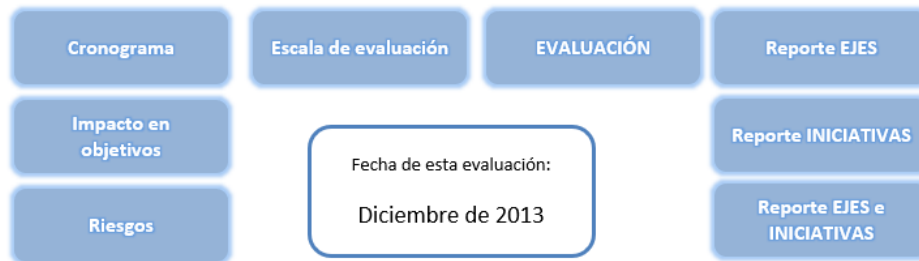 Cronograma
Escala de evaluación
EVALUACIÓN
Reporte EJES
Impacto en
objetivos
Reporte INICIATIVAS
Fecha de esta evaluación:
Diciembre de 2013
Riesgos
Reporte EJES e
INICIATIVAS